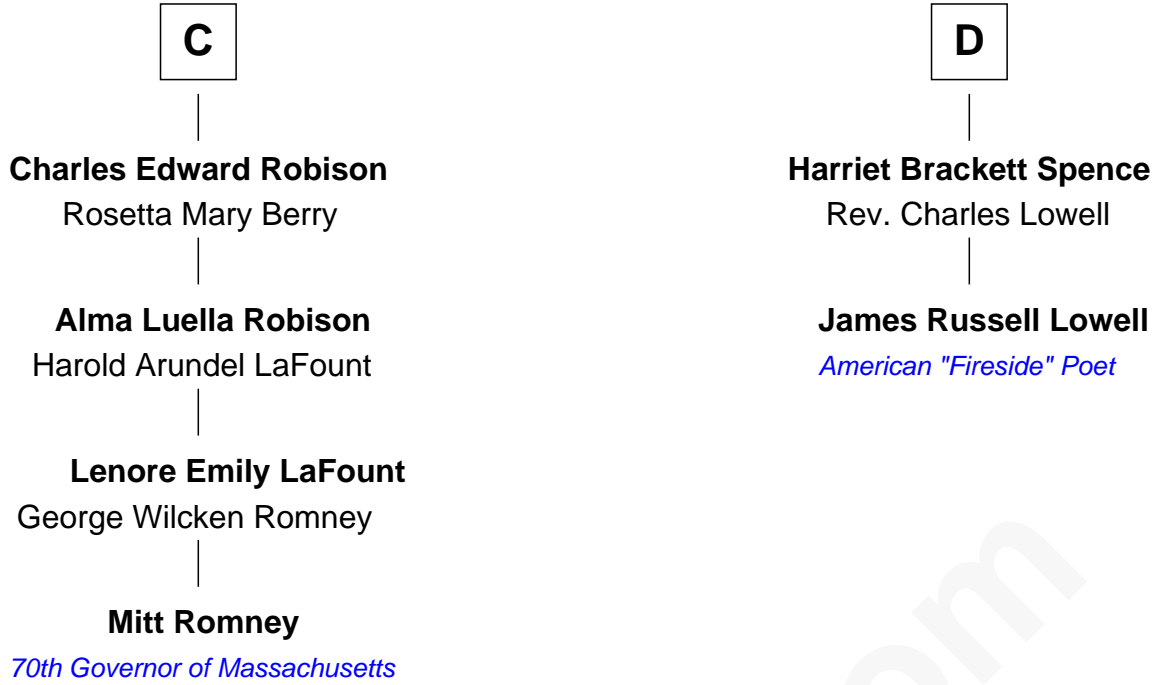 C
Charles Edward Robison
Rosetta Mary Berry
Alma Luella Robison
Harold Arundel LaFount
Lenore Emily LaFount
George Wilcken Romney
Mitt Romney
70th Governor of Massachusetts
D
Harriet Brackett Spence
Rev. Charles Lowell
James Russell Lowell
American "Fireside" Poet
om